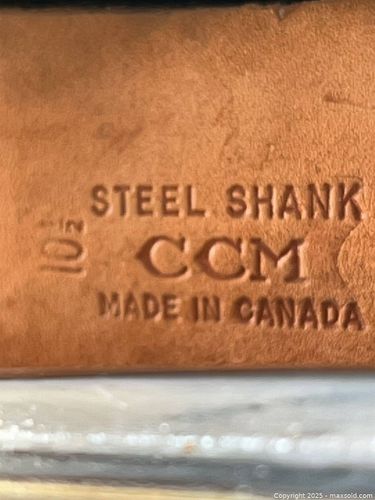 STEEL SHANK
10½
CCM
MADE IN CANADA
Copyright 2025 - maxsold.com